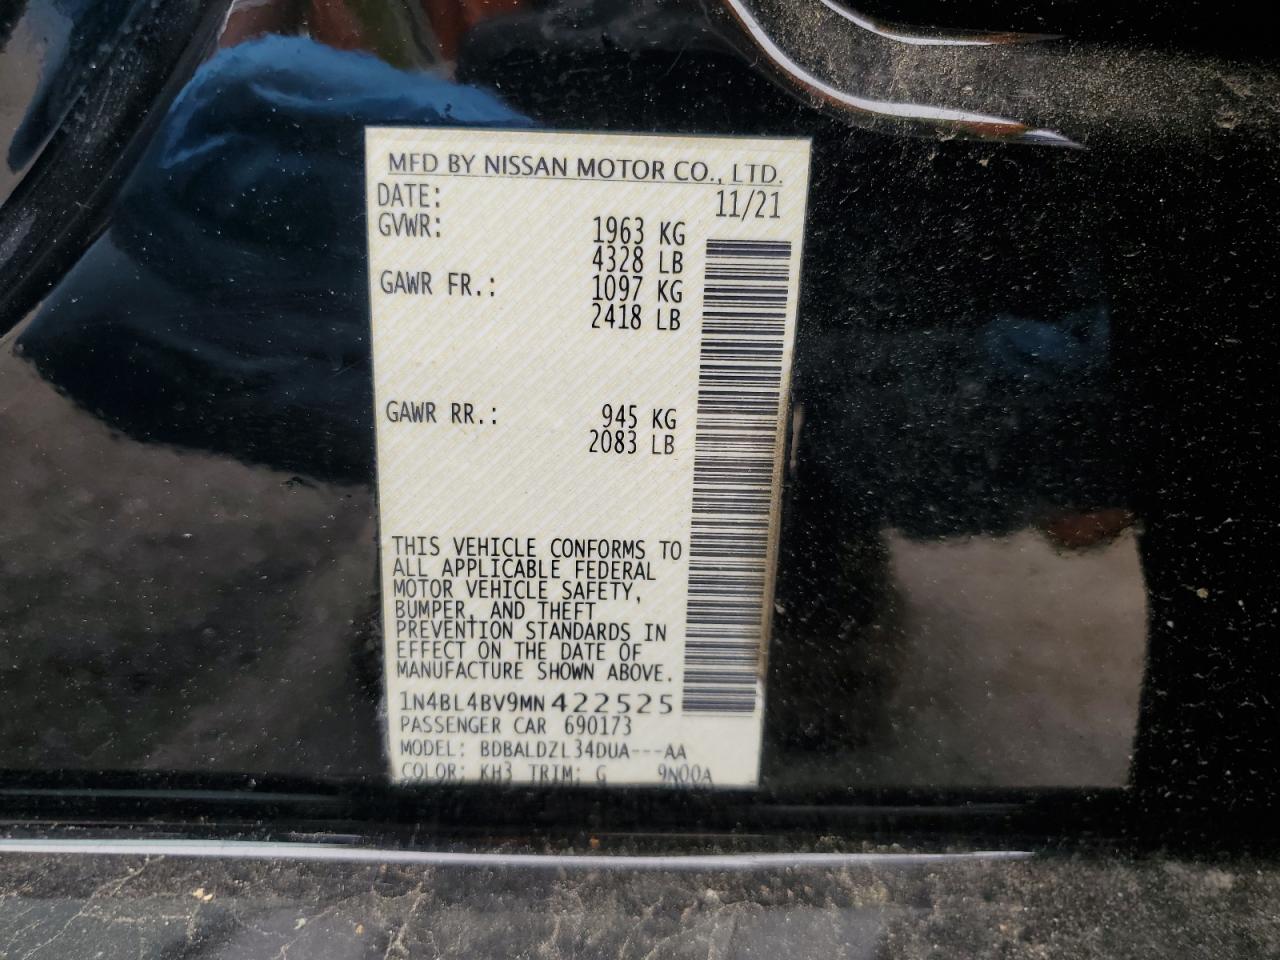 MFD BY NISSAN MOTOR CO., LTD.
DATE: 11/21
GVWR: 1963 KG
4328 LB
GAWR FR.: 1097 KG
2418 LB
GAWR RR.: 945 KG
2083 LB
THIS VEHICLE CONFORMS TO
ALL APPLICABLE FEDERAL
MOTOR VEHICLE SAFETY,
BUMPER, AND THEFT
PREVENTION STANDARDS IN
EFFECT ON THE DATE OF
MANUFACTURE SHOWN ABOVE.
1N4BL4BV9MN422525
PASSENGER CAR 690173
MODEL: BDBALDZL34DUA---AA
COLOR: KH3 TRIM: G 9N00A